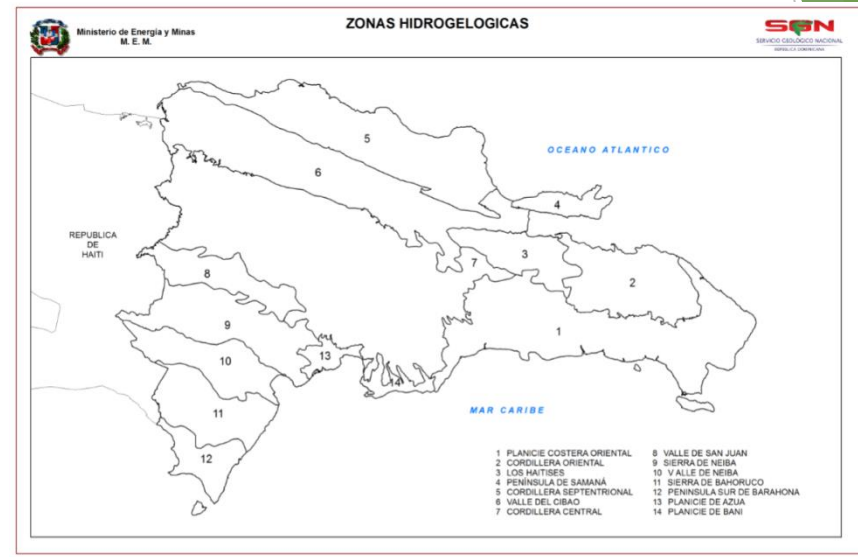 Ministerio de Energía y Minas
M. E. M.
ZONAS HIDROGELOGICAS
SGN
SERVICIO GEOLÓGICO NACIONAL
REPÚBLICA DOMINICANA
OCEANO ATLANTICO
REPUBLICA
DE
HAITI
MAR CARIBE
5
6
4
3
7
2
8
1
9
13
10
14
11
12
1 PLANICIE COSTERA ORIENTAL
2 CORDILLERA ORIENTAL
3 LOS HAITISES
4 PENÍNSULA DE SAMANÁ
5 CORDILLERA SEPTENTRIONAL
6 VALLE DEL CIBAO
7 CORDILLERA CENTRAL
8 VALLE DE SAN JUAN
9 SIERRA DE NEIBA
10 V ALLE DE NEIBA
11 SIERRA DE BAHORUCO
12 PENINSULA SUR DE BARAHONA
13 PLANICIE DE AZUA
14 PLANICIE DE BANI